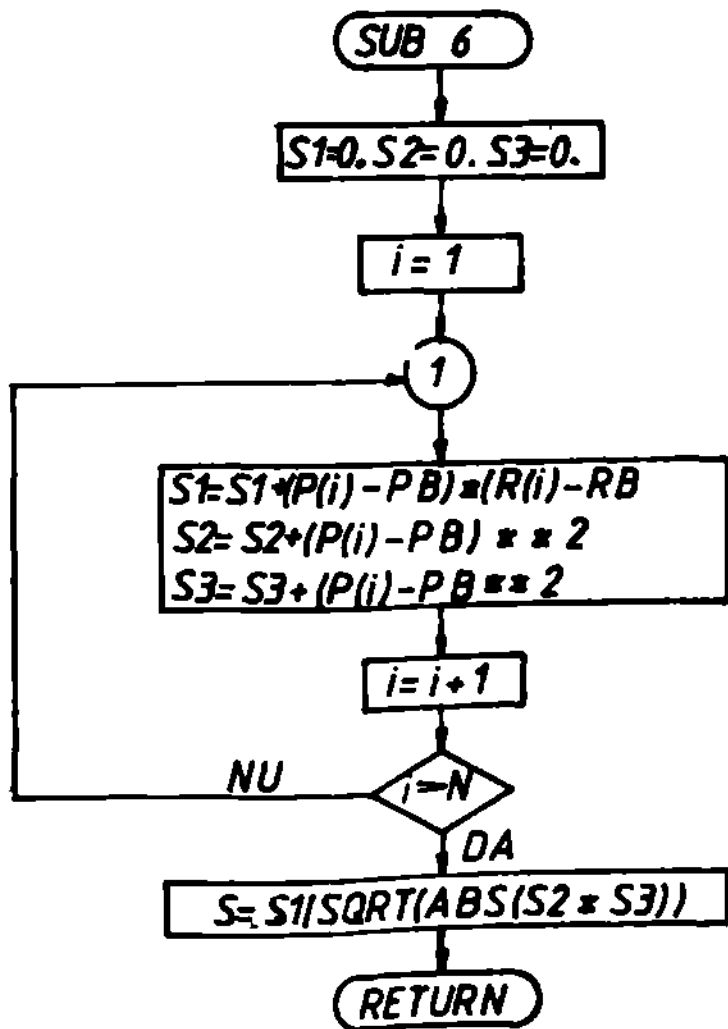 SUB 6
S1=0. S2=0. S3=0.
i = 1
1
S1=S1+(P(i)-PB)*(R(i)-RB
S2=S2+(P(i)-PB) * * 2
S3=S3+(P(i)-PB * * 2
i=i+1
NU
i>N
DA
S=S1/SQRT(ABS(S2*S3))
RETURN